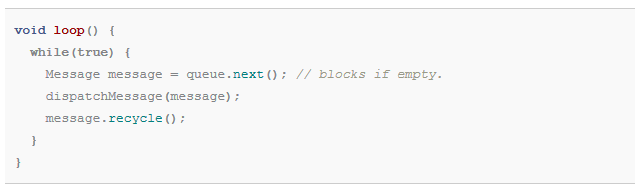 void loop() {
  while(true) {
    Message message = queue.next(); // blocks if empty.
    dispatchMessage(message);
    message.recycle();
  }
}